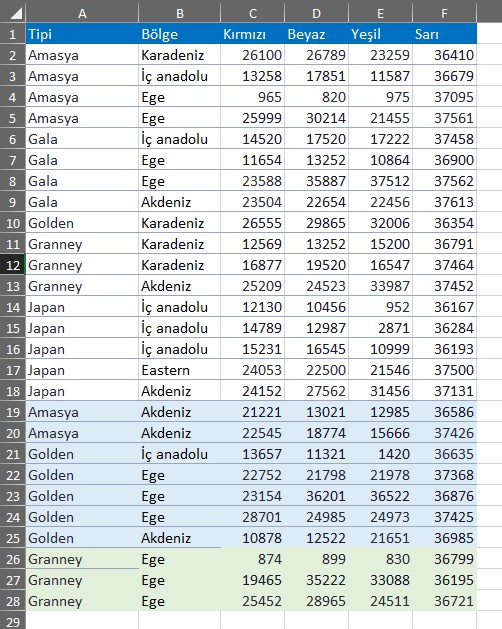 A B C D E F
1 Tipi Bölge Kırmızı Beyaz Yeşil Sarı
2 Amasya Karadeniz 26100 26789 23259 36410
3 Amasya İç anadolu 13258 17851 11587 36679
4 Amasya Ege 965 820 975 37095
5 Amasya Ege 25999 30214 21455 37561
6 Gala İç anadolu 14520 17520 17222 37458
7 Gala Ege 11654 13252 10864 36900
8 Gala Ege 23588 35887 37512 37562
9 Gala Akdeniz 23504 22654 22456 37613
10 Golden Karadeniz 26555 29865 32006 36354
11 Granney Karadeniz 12569 13252 15200 36791
12 Granney Karadeniz 16877 19520 16547 37464
13 Granney Akdeniz 25209 24523 33987 37452
14 Japan İç anadolu 12130 10456 952 36167
15 Japan İç anadolu 14789 12987 2871 36284
16 Japan İç anadolu 15231 16545 10999 36193
17 Japan Eastern 24053 22500 21546 37500
18 Japan Akdeniz 24152 27562 31456 37131
19 Amasya Akdeniz 21221 13021 12985 36586
20 Amasya Akdeniz 22545 18774 15666 37426
21 Golden İç anadolu 13657 11321 1420 36635
22 Golden Ege 22752 21798 21978 37368
23 Golden Ege 23154 36201 36522 36876
24 Golden Ege 28701 24985 24973 37425
25 Golden Akdeniz 10878 12522 21651 36985
26 Granney Ege 874 899 830 36799
27 Granney Ege 19465 35222 33088 36195
28 Granney Ege 25452 28965 24511 36721
29